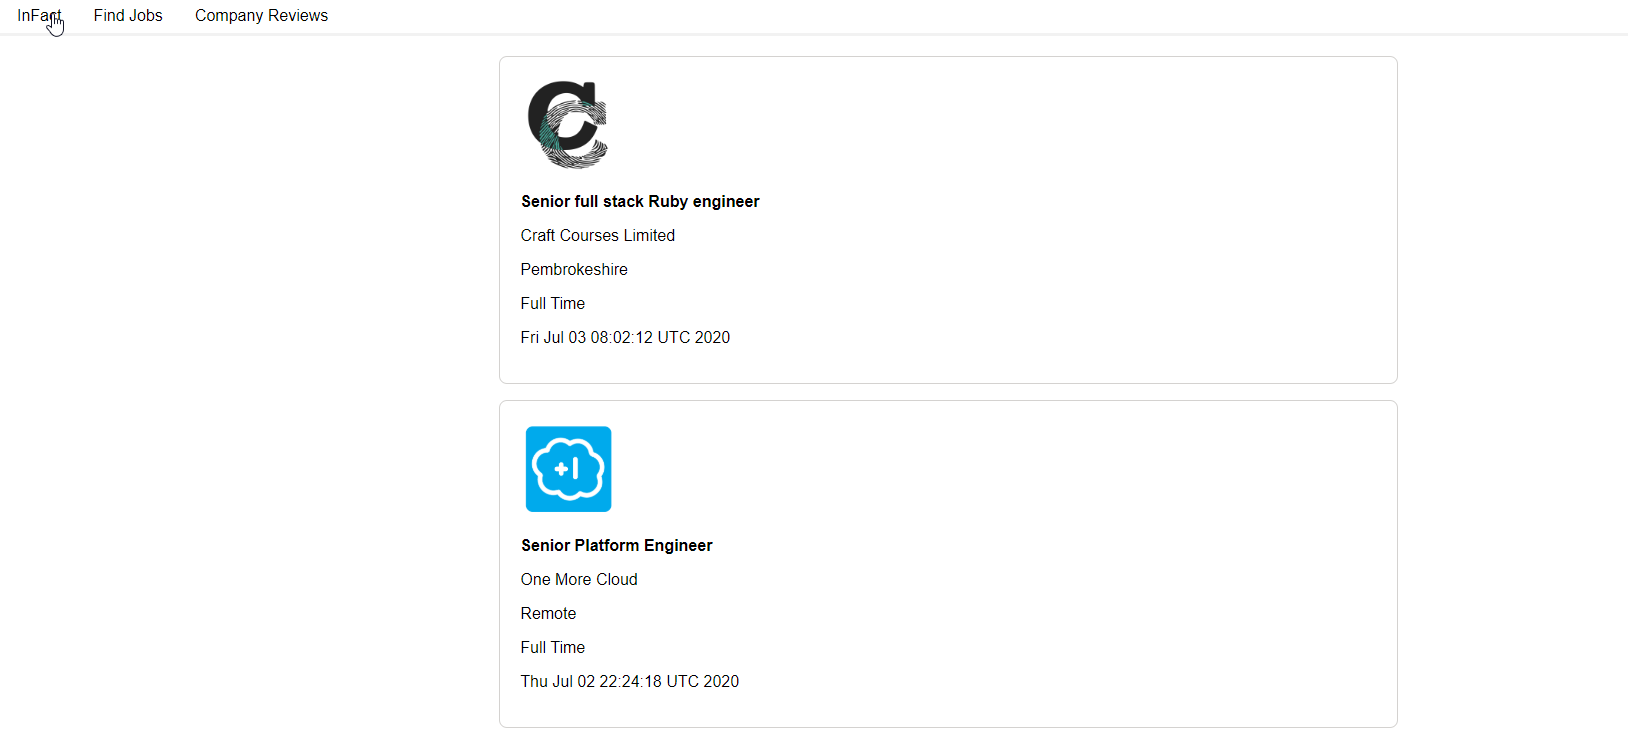 InFact Find Jobs Company Reviews
Senior full stack Ruby engineer
Craft Courses Limited
Pembrokeshire
Full Time
Fri Jul 03 08:02:12 UTC 2020
+1
Senior Platform Engineer
One More Cloud
Remote
Full Time
Thu Jul 02 22:24:18 UTC 2020